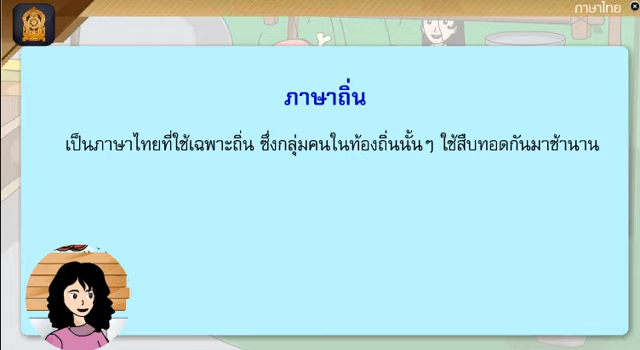 ภาษาไทย
ภาษาถิ่น
เป็นภาษาไทยที่ใช้เฉพาะถิ่น ซึ่งกลุ่มคนในท้องถิ่นนั้นๆ ใช้สืบทอดกันมาช้านาน